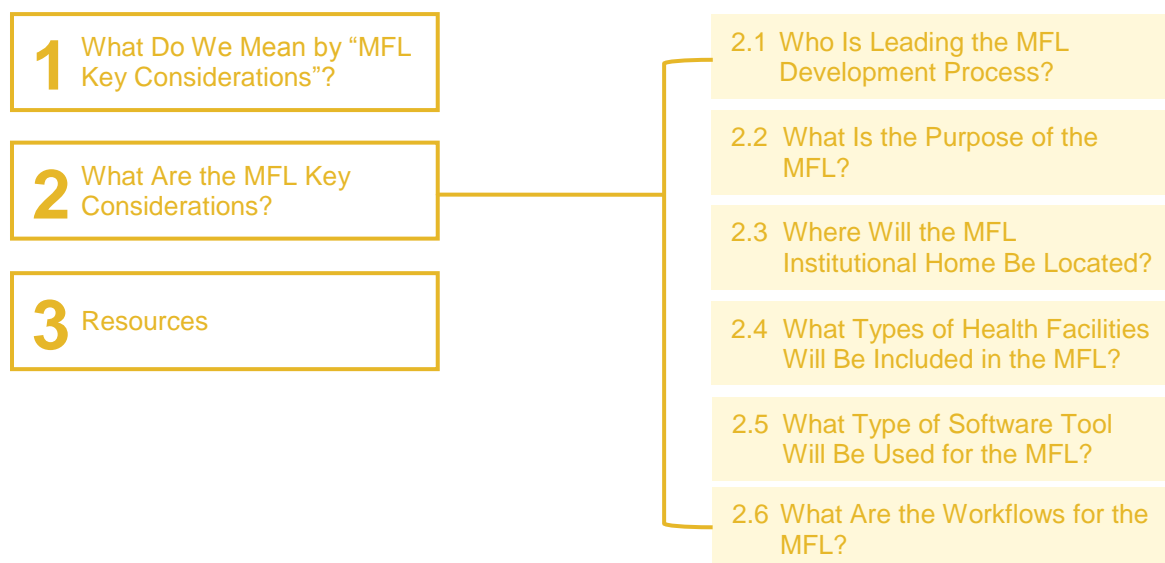 1 What Do We Mean by “MFL
Key Considerations”?
2 What Are the MFL Key
Considerations?
3 Resources
2.1 Who Is Leading the MFL
Development Process?
2.2 What Is the Purpose of the
MFL?
2.3 Where Will the MFL
Institutional Home Be Located?
2.4 What Types of Health Facilities
Will Be Included in the MFL?
2.5 What Type of Software Tool
Will Be Used for the MFL?
2.6 What Are the Workflows for the
MFL?